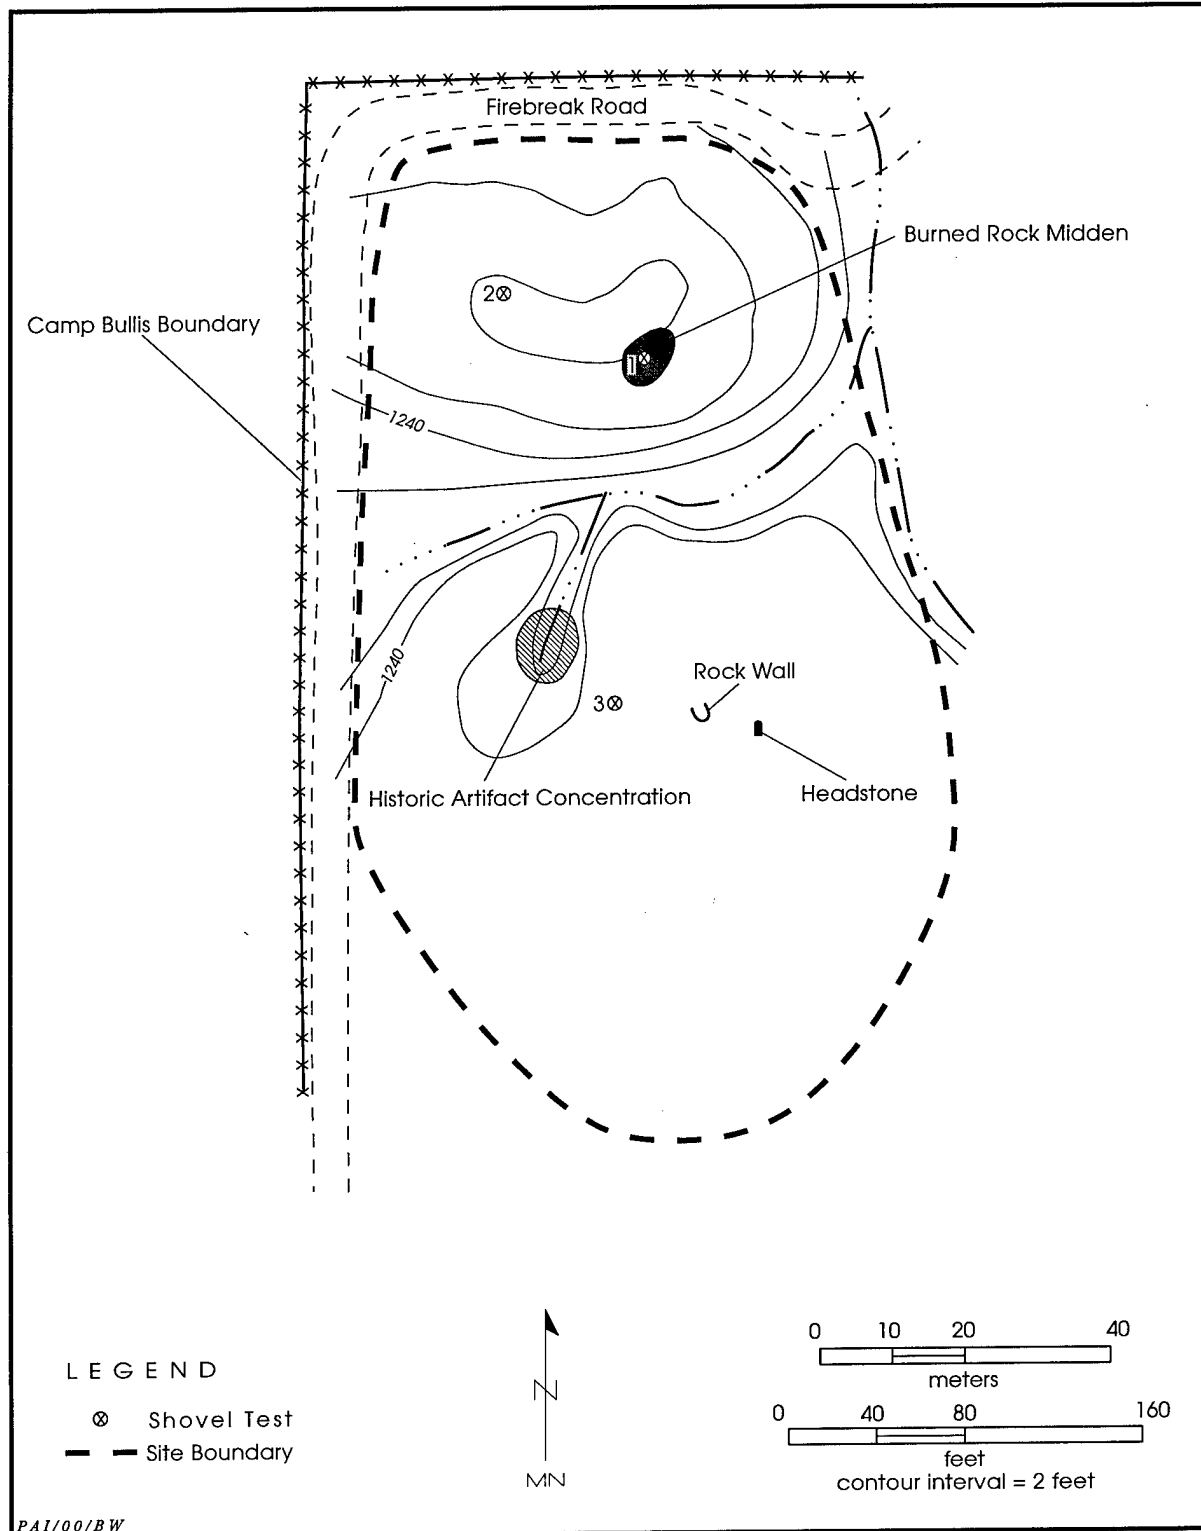 Firebreak Road
Burned Rock Midden
2
Camp Bullis Boundary
1
1240
1240
Rock Wall
3
Historic Artifact Concentration
Headstone
LEGEND
Shovel Test
Site Boundary
N
MN
0 10 20 40
meters
0 40 80 160
feet
contour interval = 2 feet
PAI/00/BW